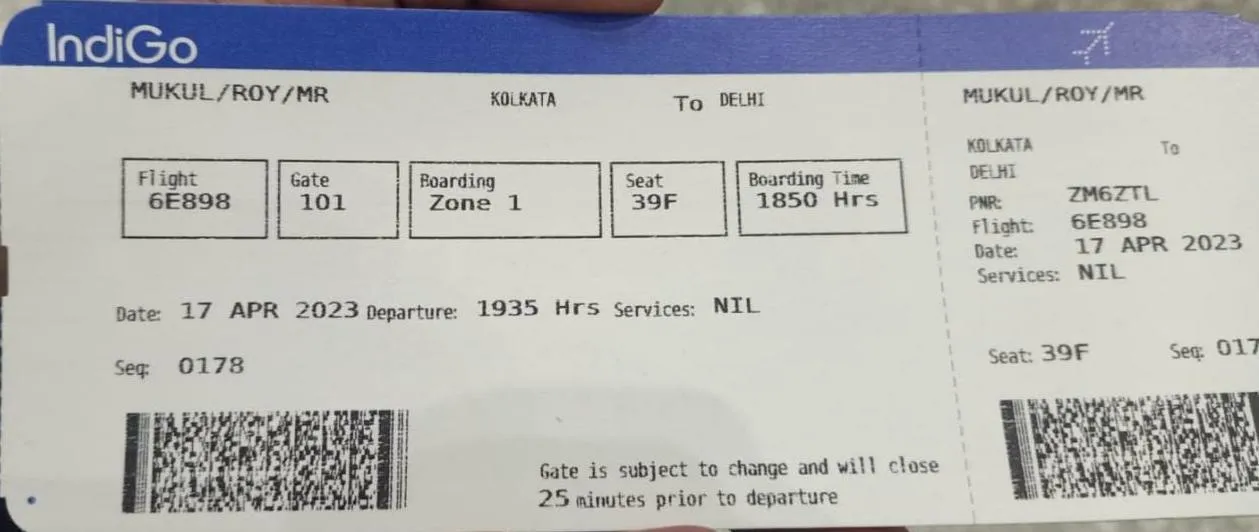 IndiGo
MUKUL/ROY/MR KOLKATA To DELHI
Flight Gate Boarding Seat Boarding Time
6E898 101 Zone 1 39F 1850 Hrs
Date: 17 APR 2023 Departure: 1935 Hrs Services: NIL
Seq: 0178
Gate is subject to change and will close
25 minutes prior to departure
MUKUL/ROY/MR
KOLKATA To
DELHI
PNR: ZM6ZTL
Flight: 6E898
Date: 17 APR 2023
Services: NIL
Seat: 39F Seq: 017